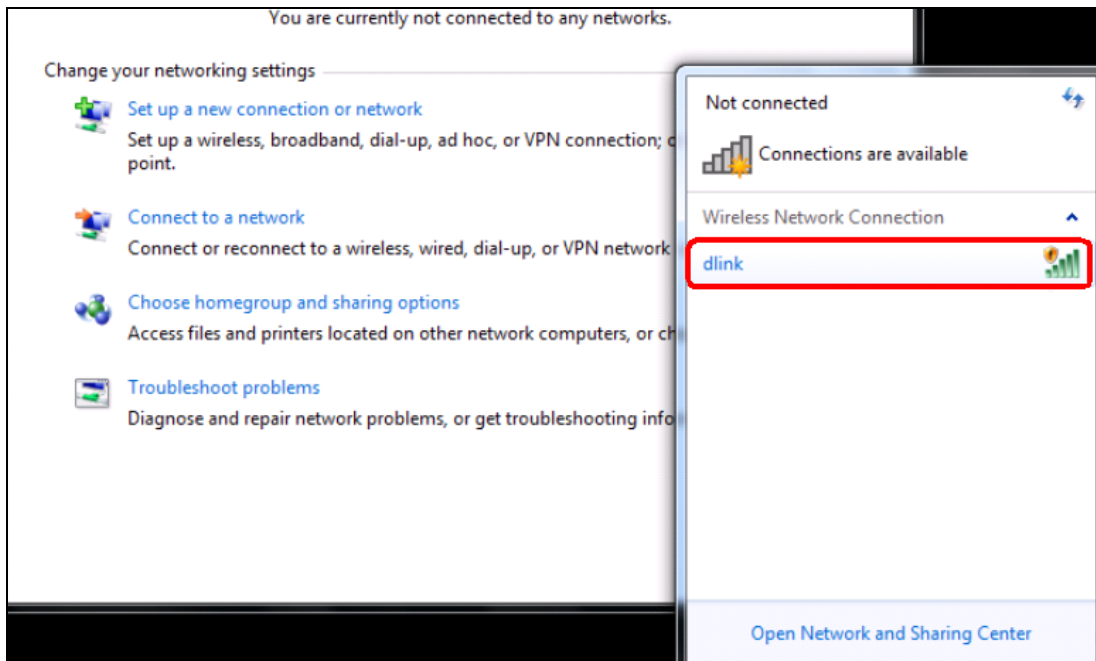 You are currently not connected to any networks.
Change your networking settings
Set up a new connection or network
Set up a wireless, broadband, dial-up, ad hoc, or VPN connection;
point.
Connect to a network
Connect or reconnect to a wireless, wired, dial-up, or VPN network
Choose homegroup and sharing options
Access files and printers located on other network computers, or
Troubleshoot problems
Diagnose and repair network problems, or get troubleshooting
Not connected
Connections are available
Wireless Network Connection
dlink
Open Network and Sharing Center